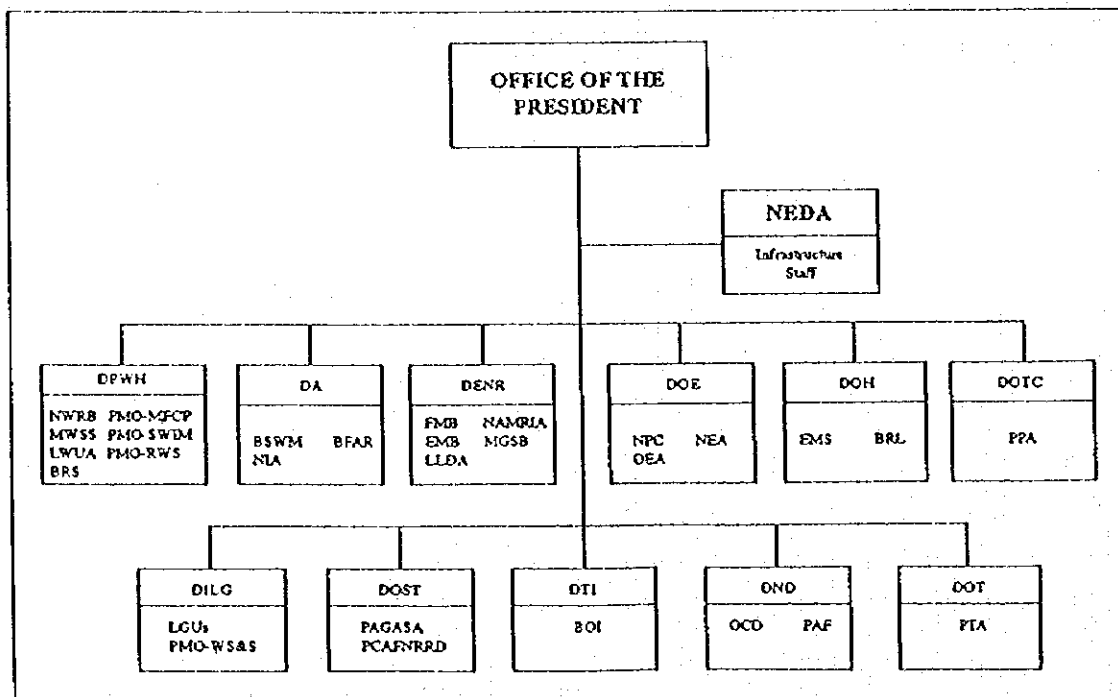 OFFICE OF THE
PRESIDENT
NEDA
Infrastructure
Staff
DPWH
NWRB PMO-MFCP
MWSS PMO-SWIM
LWUA PMO-RWS
BRS
DA
BSWM BFAR
NIA
DENR
FMB NAMRIA
EMB MGSB
LLDA
DOE
NPC NEA
OEA
DOH
EMS BRL
DOTC
PPA
DILG
LGUs
PMO-WS&S
DOST
PAGASA
PCAFNRRD
DTI
BOI
DND
OCD PAF
DOT
PTA